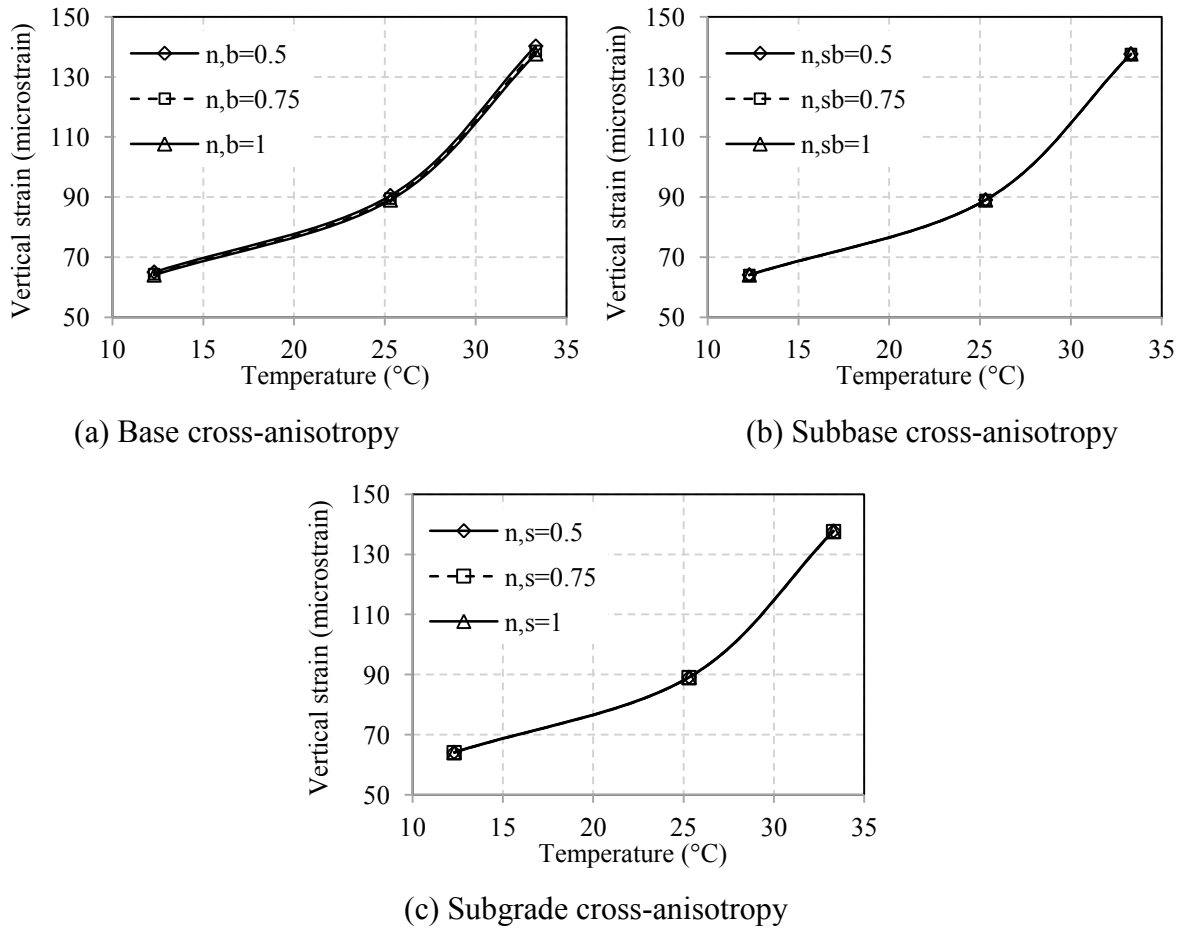 Vertical strain (microstrain)
150
130
110
90
70
50
n,b=0.5
n,b=0.75
n,b=1
10 15 20 25 30 35
Temperature (°C)
(a) Base cross-anisotropy
Vertical strain (microstrain)
150
130
110
90
70
50
n,sb=0.5
n,sb=0.75
n,sb=1
10 15 20 25 30 35
Temperature (°C)
(b) Subbase cross-anisotropy
Vertical strain (microstrain)
150
130
110
90
70
50
n,s=0.5
n,s=0.75
n,s=1
10 15 20 25 30 35
Temperature (°C)
(c) Subgrade cross-anisotropy